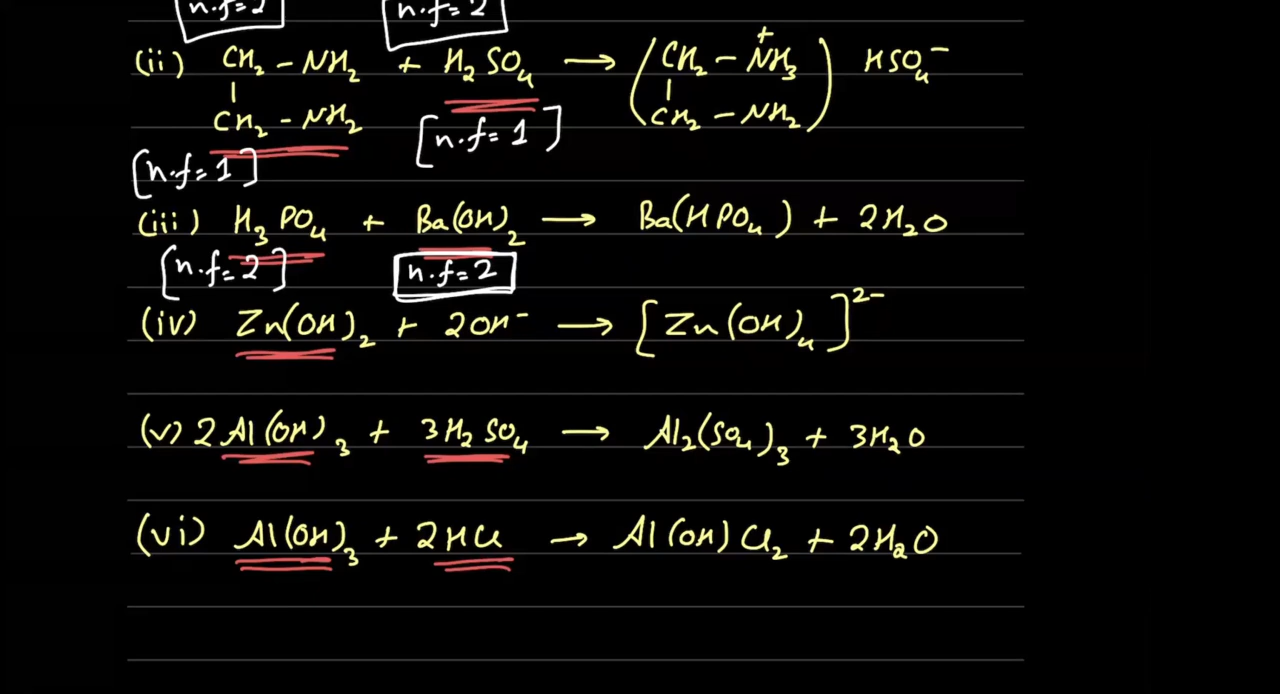 n.f=2 n.f=2
(ii) CH₂ - NH₂ + H₂SO₄ → (CH₂ - N⁺H₃) HSO₄⁻
CH₂ - NH₂ (CH₂ - NH₂)
[n.f=1] [n.f=1]
(iii) H₃PO₄ + Ba(OH)₂ → Ba(HPO₄) + 2H₂O
[n.f=2] n.f=2
(iv) Zn(OH)₂ + 2OH⁻ → [Zn(OH)₄]²⁻
(v) 2Al(OH)₃ + 3H₂SO₄ → Al₂(SO₄)₃ + 3H₂O
(vi) Al(OH)₃ + 2HCl → Al(OH)Cl₂ + 2H₂O